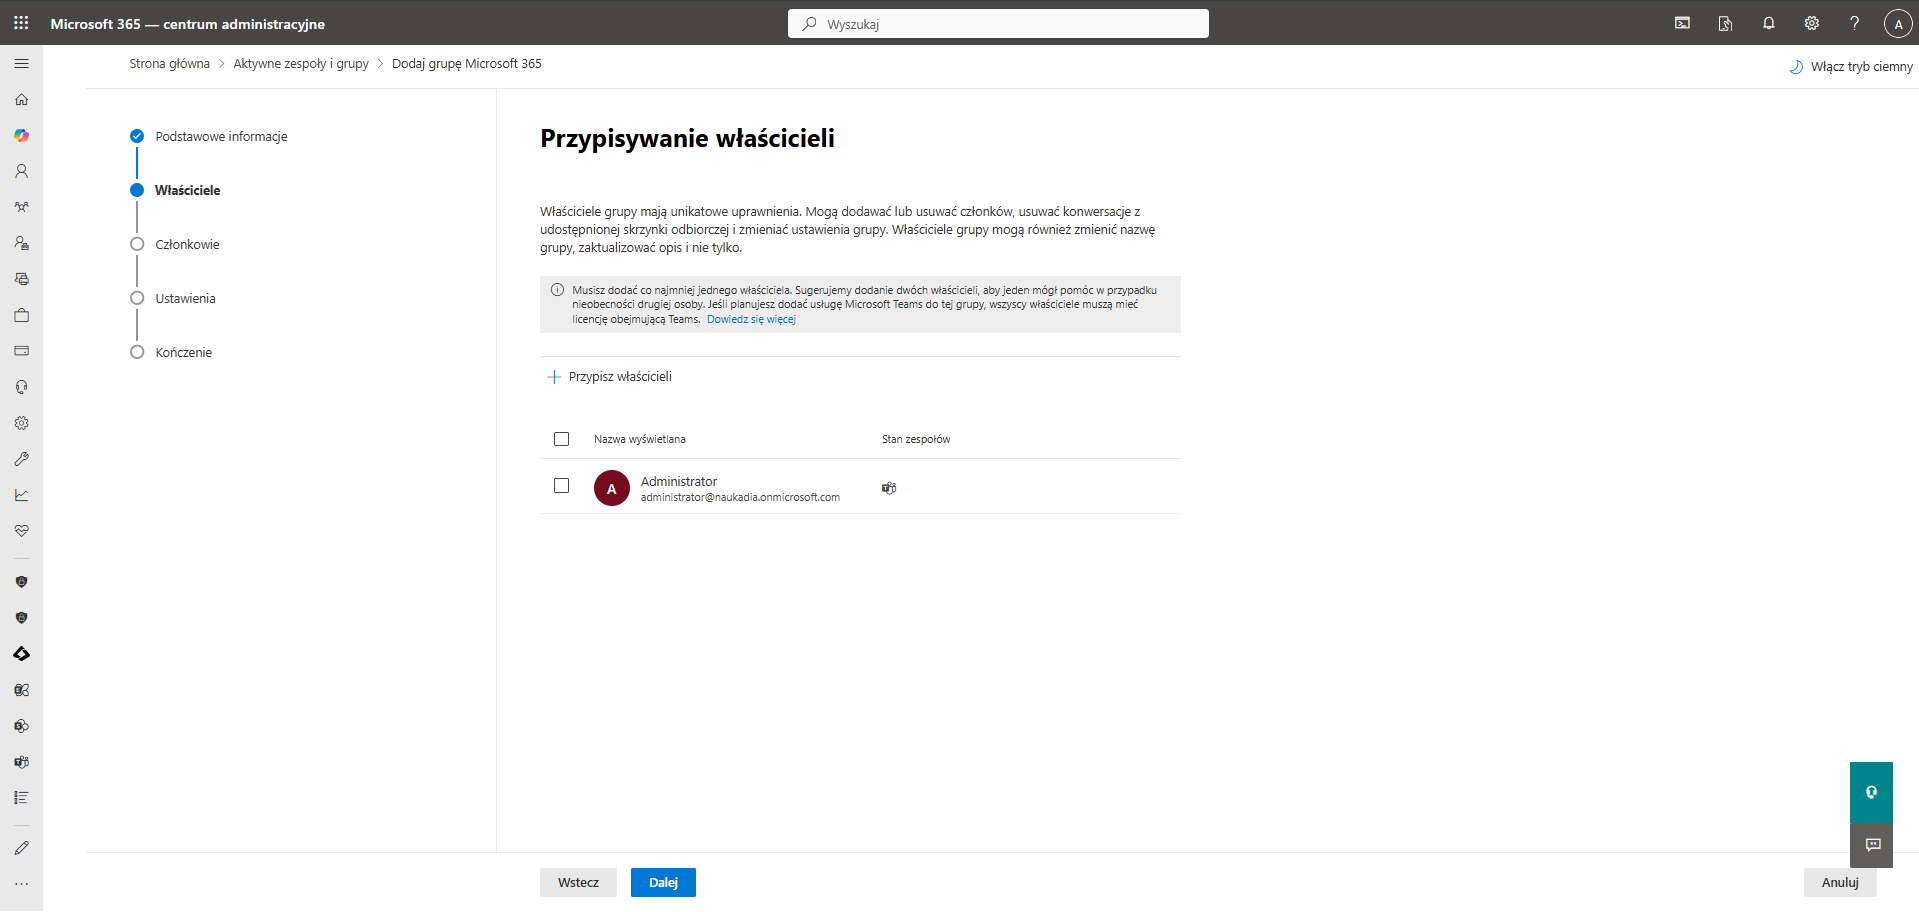 Microsoft 365 — centrum administracyjne
Wyszukaj
A
Strona główna > Aktywne zespoły i grupy > Dodaj grupę Microsoft 365
Włącz tryb ciemny
Podstawowe informacje
Właściciele
Członkowie
Ustawienia
Kończenie
Przypisywanie właścicieli
Właściciele grupy mają unikatowe uprawnienia. Mogą dodawać lub usuwać członków, usuwać konwersacje z
udostępnionej skrzynki odbiorczej i zmieniać ustawienia grupy. Właściciele grupy mogą również zmienić nazwę
grupy, zaktualizować opis i nie tylko.
Musisz dodać co najmniej jednego właściciela. Sugerujemy dodanie dwóch właścicieli, aby jeden mógł pomóc w przypadku
nieobecności drugiej osoby. Jeśli planujesz dodać usługę Microsoft Teams do tej grupy, wszyscy właściciele muszą mieć
licencję obejmującą Teams. Dowiedz się więcej
Przypisz właścicieli
Nazwa wyświetlana Stan zespołów
A
Administrator
administrator@naukadia.onmicrosoft.com
Wstecz Dalej Anuluj